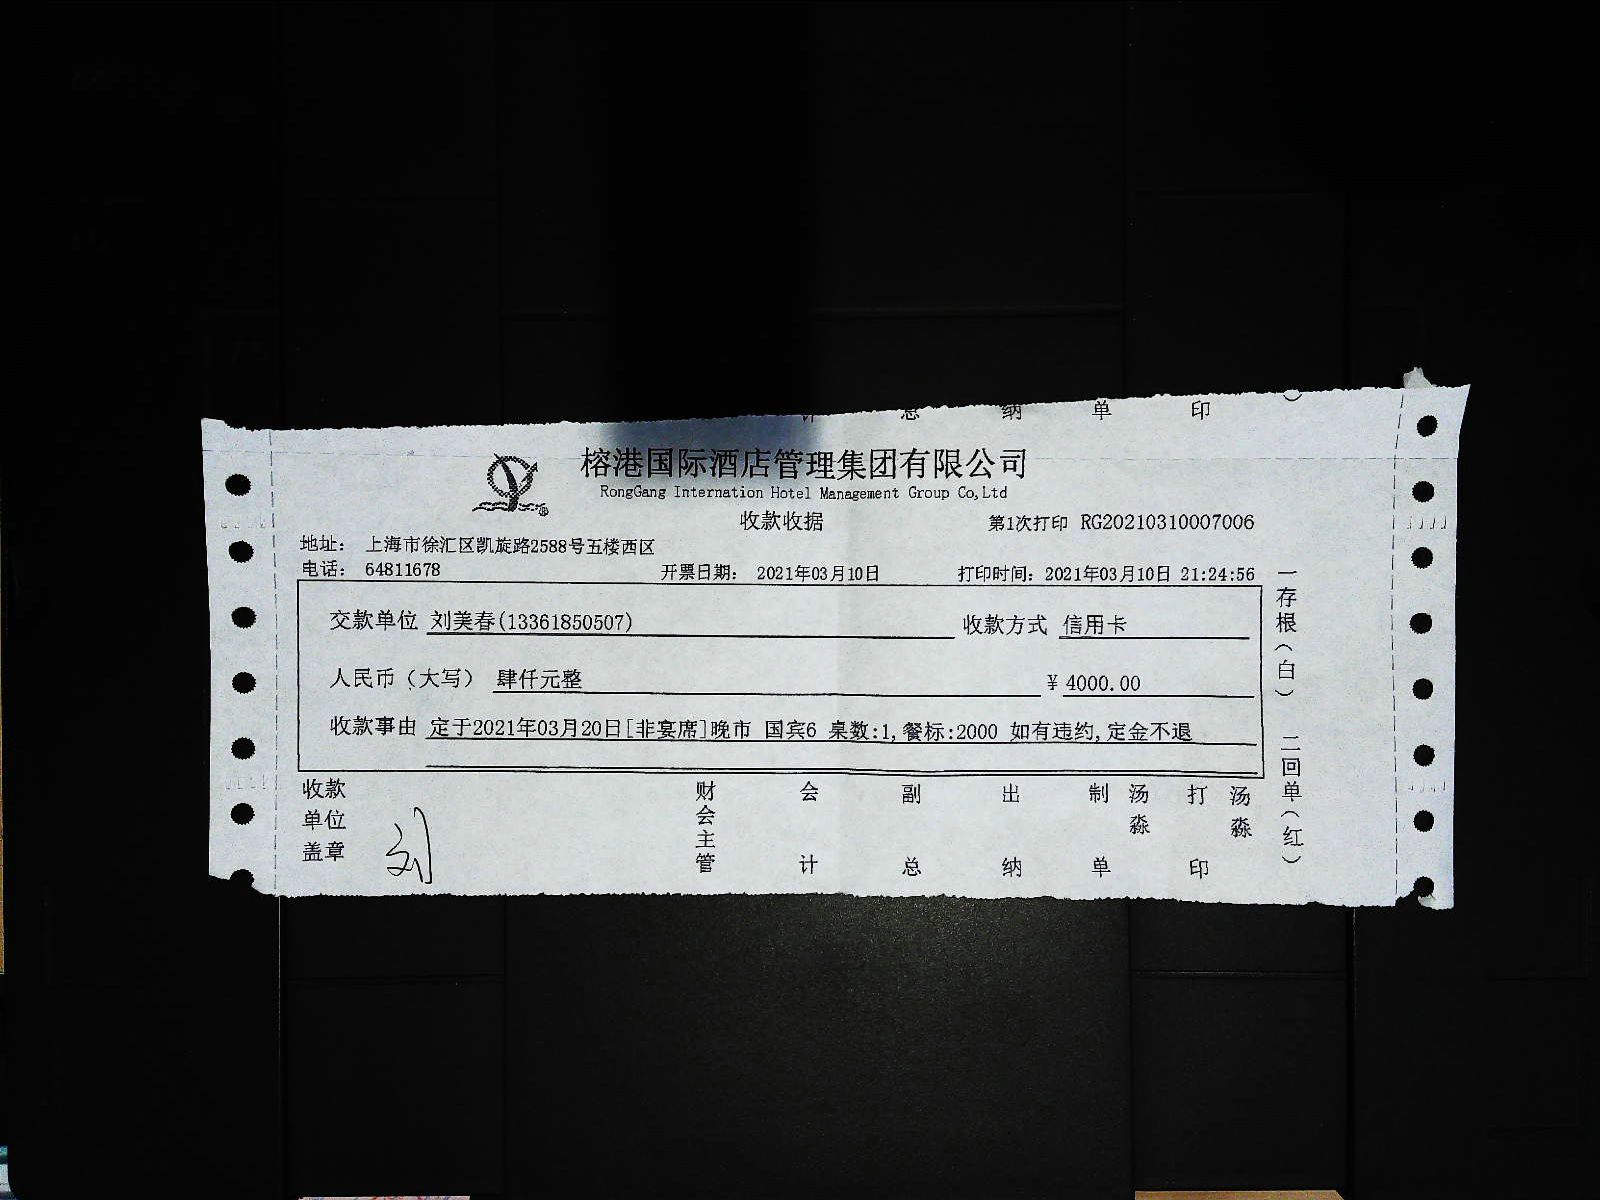 总 纳 单 印
榕港国际酒店管理集团有限公司
RongGang Internation Hotel Management Group Co,Ltd
收款收据
第1次打印 RG20210310007006
地址： 上海市徐汇区凯旋路2588号五楼西区
电话： 64811678
开票日期： 2021年03月10日
打印时间：2021年03月10日 21:24:56
交款单位 刘美春(13361850507)
收款方式 信用卡
人民币（大写） 肆仟元整
¥ 4000.00
收款事由 定于2021年03月20日[非宴席]晚市 国宾6 桌数:1,餐标:2000 如有违约,定金不退
一存根（白） 二回单（红）
收款单位盖章
刘
财会主管
会计
副总
出纳
制单
汤淼
打印
汤淼